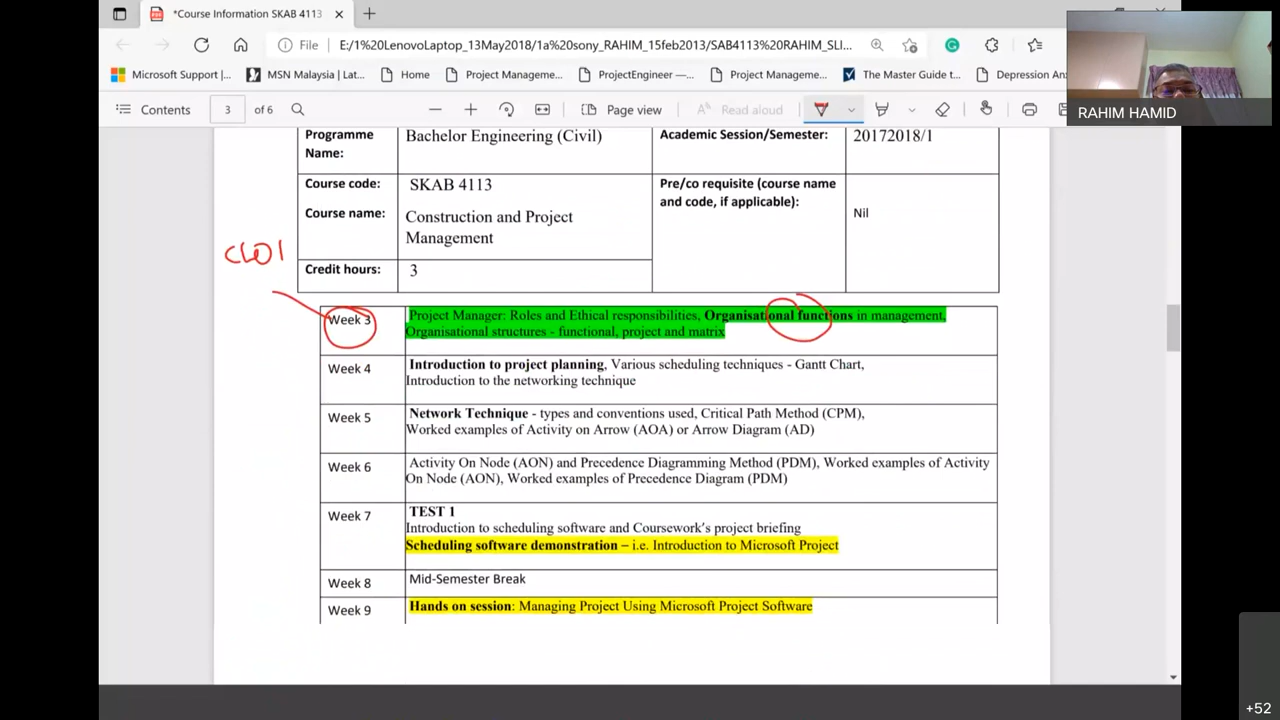 *Course Information SKAB 4113
File
E:/1%20LenovoLaptop_13May2018/1a%20sony_RAHIM_15feb2013/SAB4113%20RAHIM_SLI...
Microsoft Support |...
MSN Malaysia | Lat...
Home
Project Manageme...
ProjectEngineer —...
Project Manageme...
The Master Guide t...
Depression An
RAHIM HAMID
Contents
3
of 6
Page view
Read aloud
Programme Name:
Bachelor Engineering (Civil)
Academic Session/Semester:
20172018/1
Course code:
SKAB 4113
Pre/co requisite (course name and code, if applicable):
Nil
Course name:
Construction and Project
Management
Credit hours:
3
CLO1
Week 3
Project Manager: Roles and Ethical responsibilities, Organisational functions in management,
Organisational structures - functional, project and matrix
Week 4
Introduction to project planning, Various scheduling techniques - Gantt Chart,
Introduction to the networking technique
Week 5
Network Technique - types and conventions used, Critical Path Method (CPM),
Worked examples of Activity on Arrow (AOA) or Arrow Diagram (AD)
Week 6
Activity On Node (AON) and Precedence Diagramming Method (PDM), Worked examples of Activity
On Node (AON), Worked examples of Precedence Diagram (PDM)
Week 7
TEST 1
Introduction to scheduling software and Coursework's project briefing
Scheduling software demonstration – i.e. Introduction to Microsoft Project
Week 8
Mid-Semester Break
Week 9
Hands on session: Managing Project Using Microsoft Project Software
+52